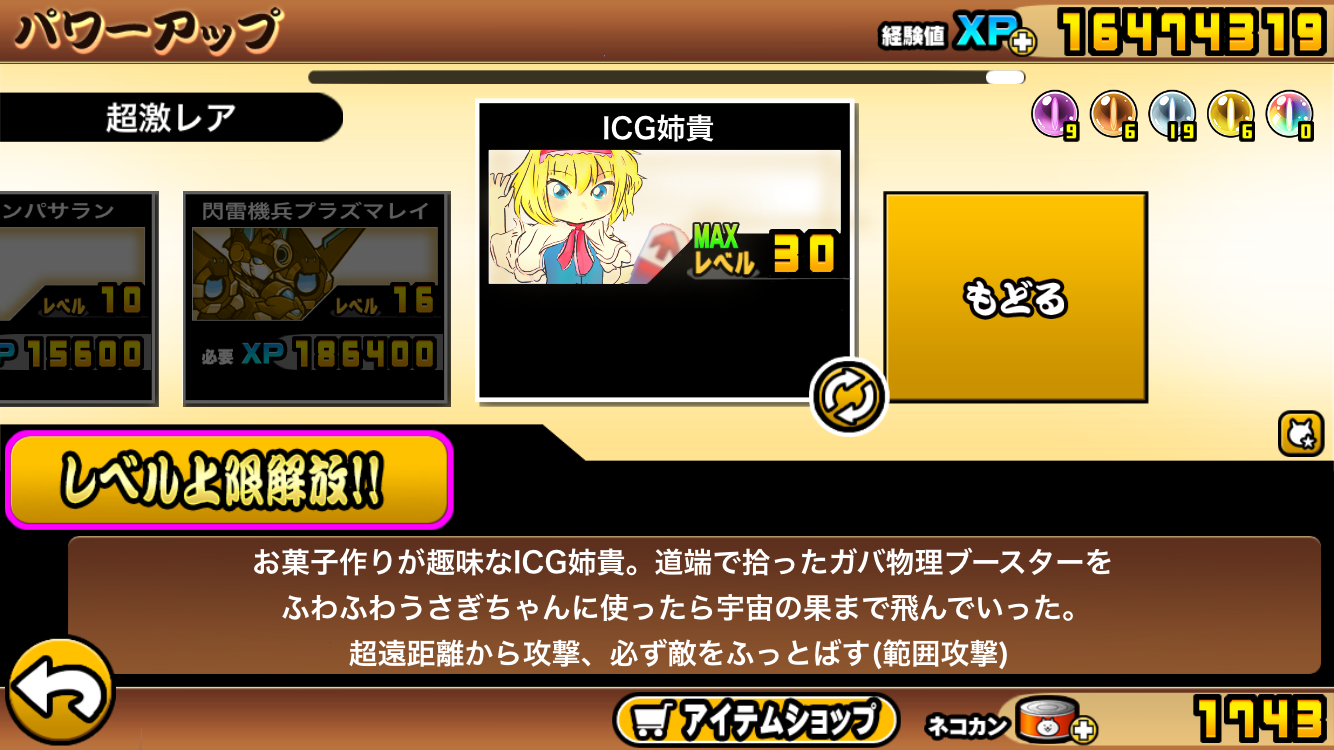 パワーアップ
経験値 XP 16474319
超激レア
9 6 19 6 0
ICG姉貴
MAX
レベル 30
ンパサラン
レベル 10
P 15600
閃雷機兵プラズマレイ
レベル 16
必要 XP 186400
もどる
レベル上限解放!!
お菓子作りが趣味なICG姉貴。道端で拾ったガバ物理ブースターを
ふわふわうさぎちゃんに使ったら宇宙の果まで飛んでいった。
超遠距離から攻撃、必ず敵をふっとばす(範囲攻撃)
アイテムショップ
ネコカン 1743